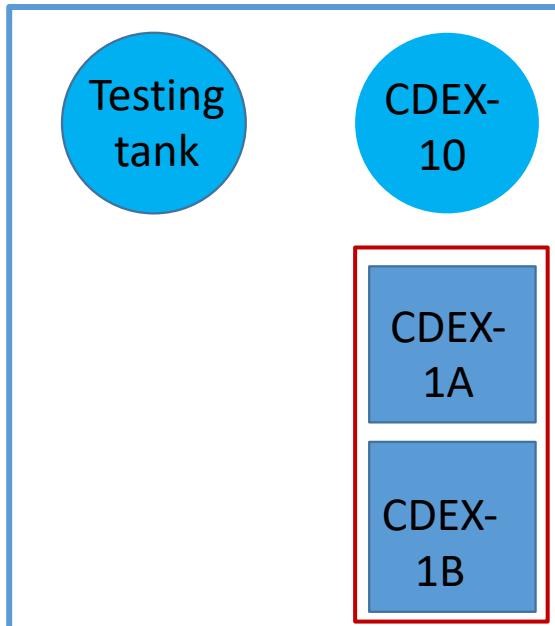 Testing
tank
CDEX-
10
CDEX-
1A
CDEX-
1B